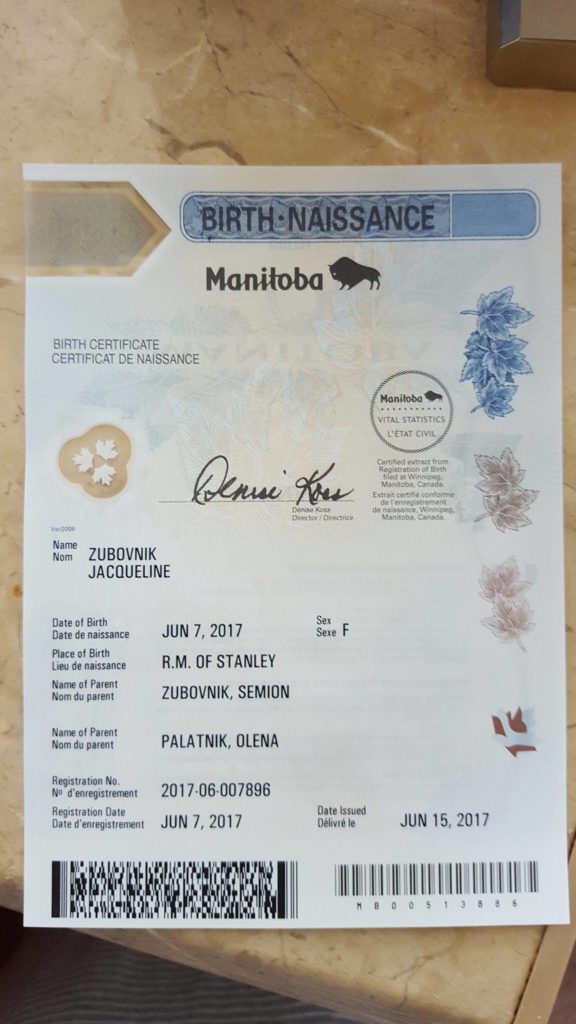 BIRTH·NAISSANCE
Manitoba
BIRTH CERTIFICATE
CERTIFICAT DE NAISSANCE
Manitoba
VITAL STATISTICS
L'ÉTAT CIVIL
Certified extract from
Registration of Birth
filed at Winnipeg,
Manitoba, Canada.
Extrait certifié conforme
de l'enregistrement
de naissance, Winnipeg,
Manitoba, Canada.
Denise Koss
Denise Koss
Director / Directrice
Ver2008
Name
Nom
ZUBOVNIK
JACQUELINE
Date of Birth
Date de naissance
JUN 7, 2017
Sex
Sexe F
Place of Birth
Lieu de naissance
R.M. OF STANLEY
Name of Parent
Nom du parent
ZUBOVNIK, SEMION
Name of Parent
Nom du parent
PALATNIK, OLENA
Registration No.
Nº d'enregistrement
2017-06-007896
Registration Date
Date d'enregistrement
JUN 7, 2017
Date Issued
Délivré le
JUN 15, 2017
MB00513886